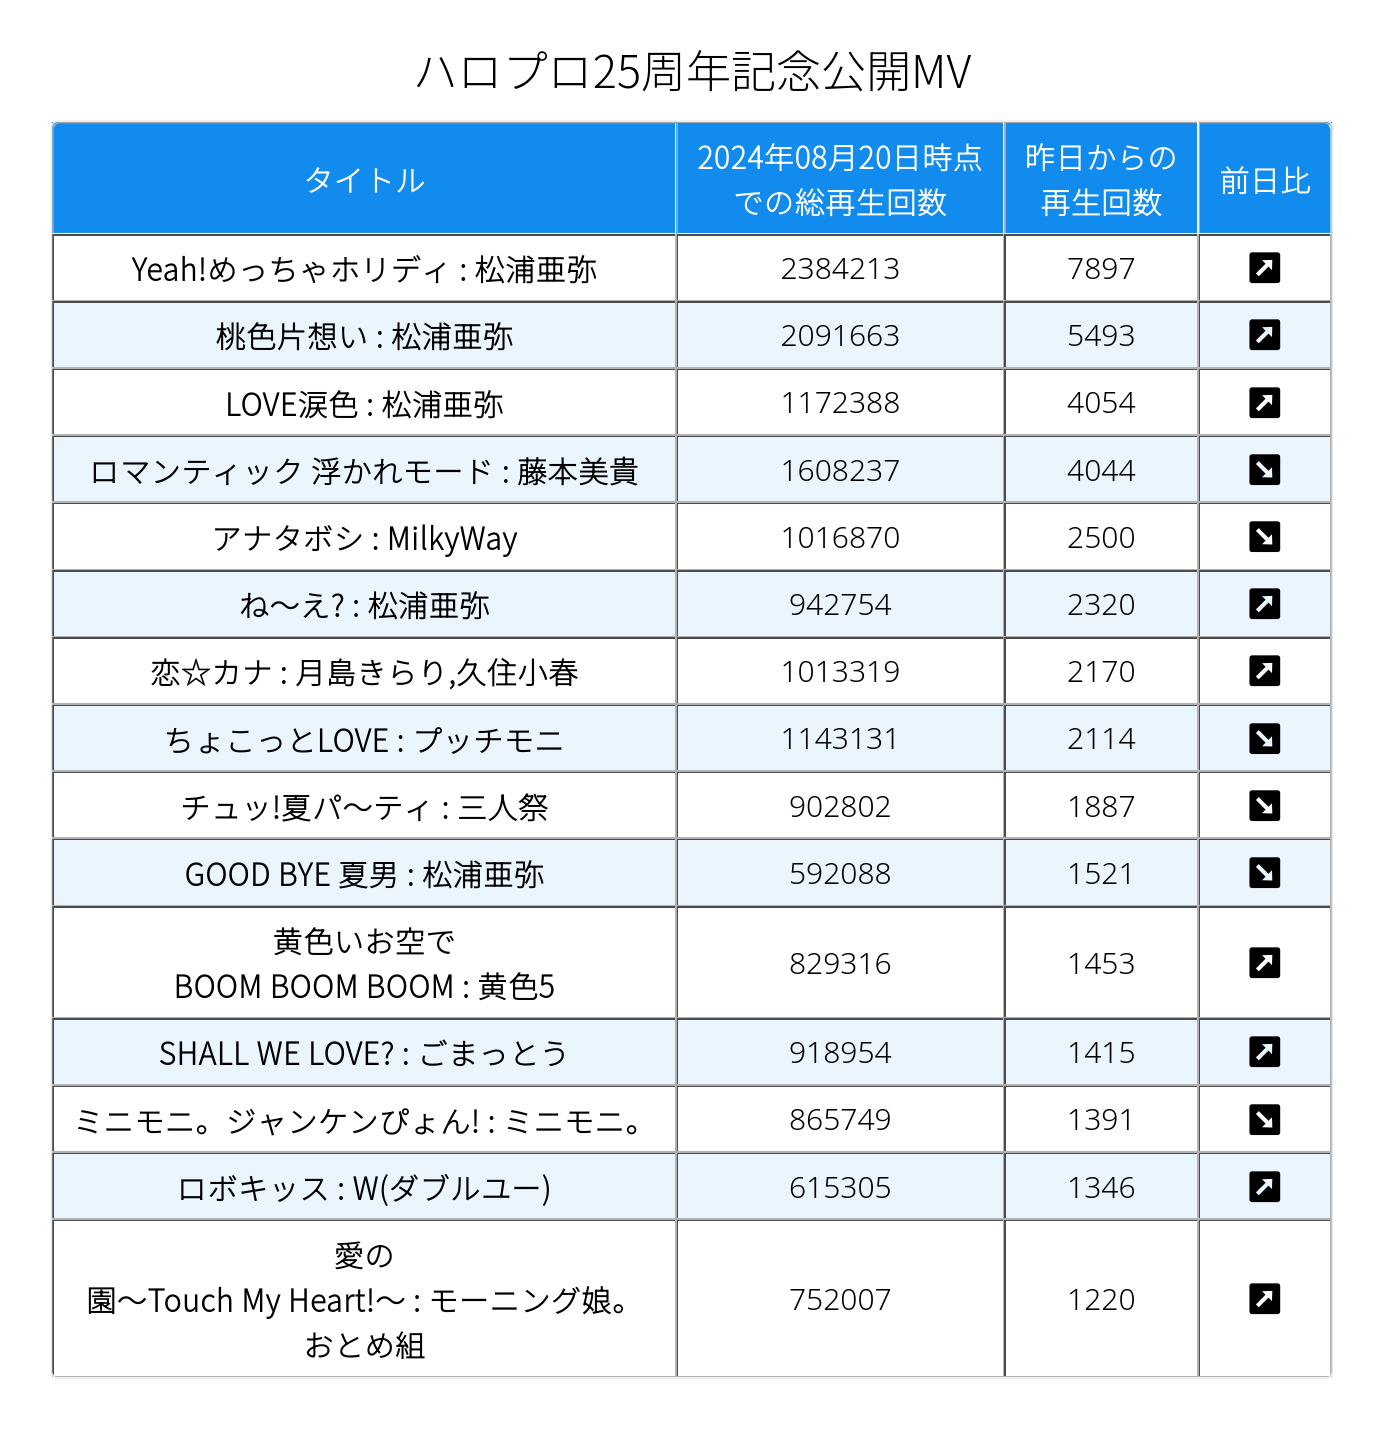 ハロプロ25周年記念公開MV
タイトル
2024年08月20日時点
での総再生回数
昨日からの
再生回数
前日比
Yeah!めっちゃホリディ : 松浦亜弥 2384213 7897
桃色片想い : 松浦亜弥 2091663 5493
LOVE涙色 : 松浦亜弥 1172388 4054
ロマンティック 浮かれモード : 藤本美貴 1608237 4044
アナタボシ : MilkyWay 1016870 2500
ね〜え? : 松浦亜弥 942754 2320
恋☆カナ : 月島きらり,久住小春 1013319 2170
ちょこっとLOVE : プッチモニ 1143131 2114
チュッ!夏パ〜ティ : 三人祭 902802 1887
GOOD BYE 夏男 : 松浦亜弥 592088 1521
黄色いお空で
BOOM BOOM BOOM : 黄色5 829316 1453
SHALL WE LOVE? : ごまっとう 918954 1415
ミニモニ。ジャンケンぴょん! : ミニモニ。 865749 1391
ロボキッス : W(ダブルユー) 615305 1346
愛の
園〜Touch My Heart!〜 : モーニング娘。 752007 1220
おとめ組